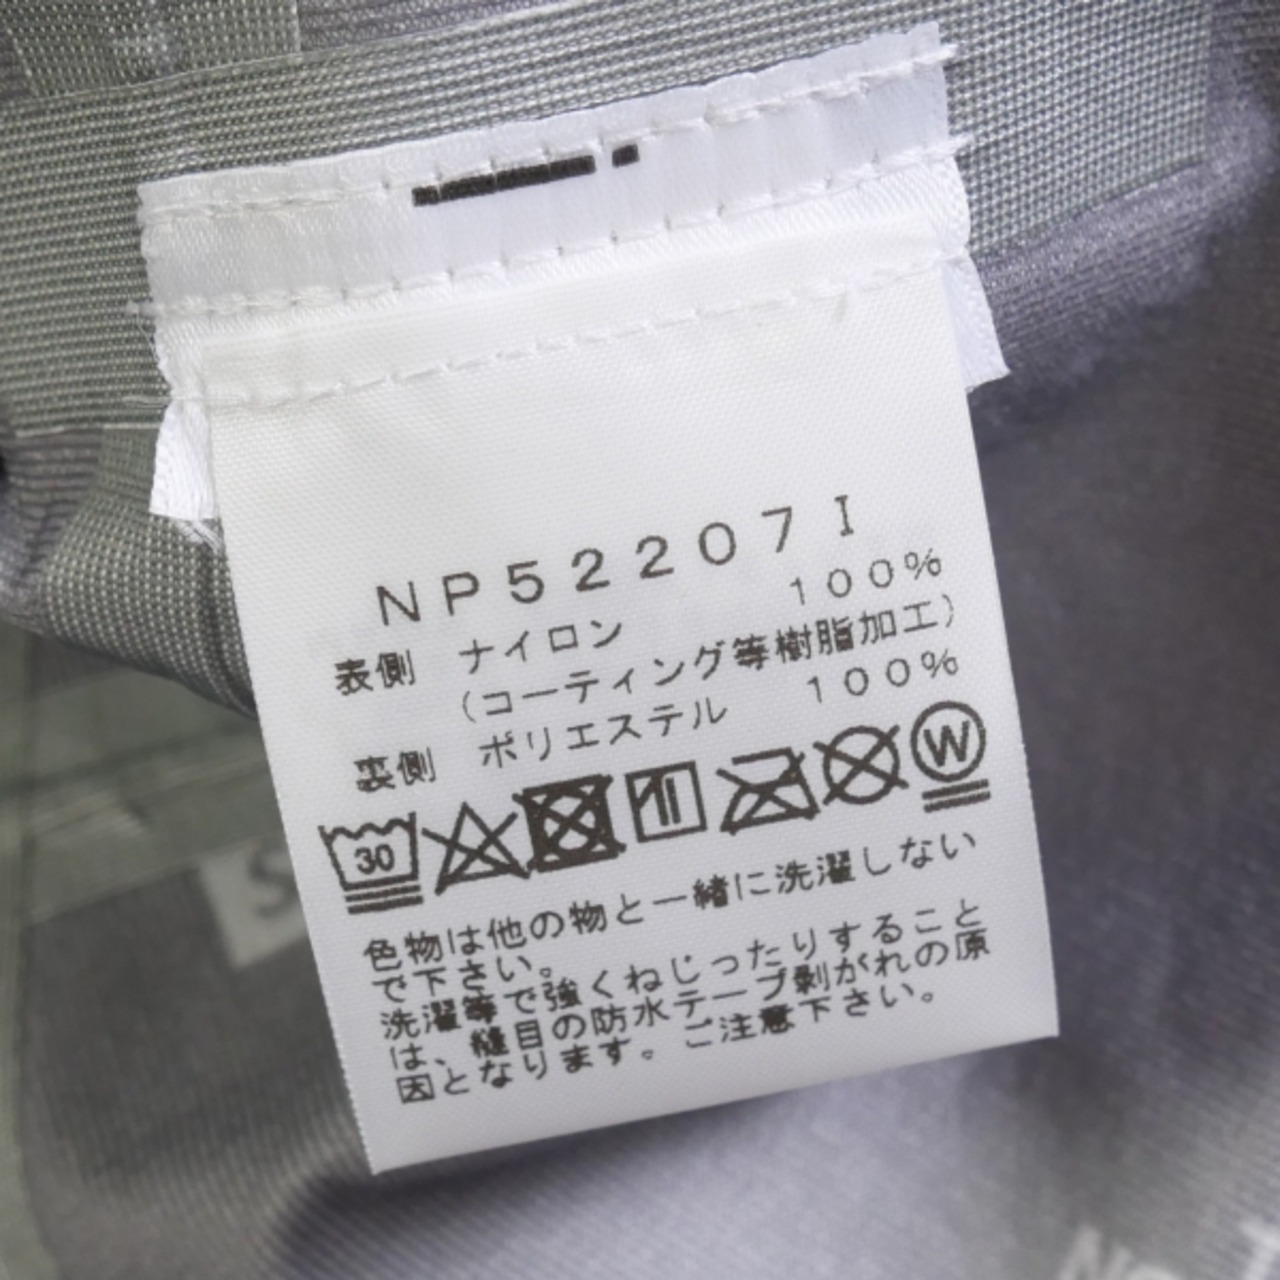 NP52207I
表側 ナイロン 100%
(コーティング等樹脂加工)
裏側 ポリエステル 100%
30 W
色物は他の物と一緒に洗濯しない
で下さい。
洗濯等で強くねじったりすること
は、縫目の防水テープ剝がれの原
因となります。ご注意下さい。